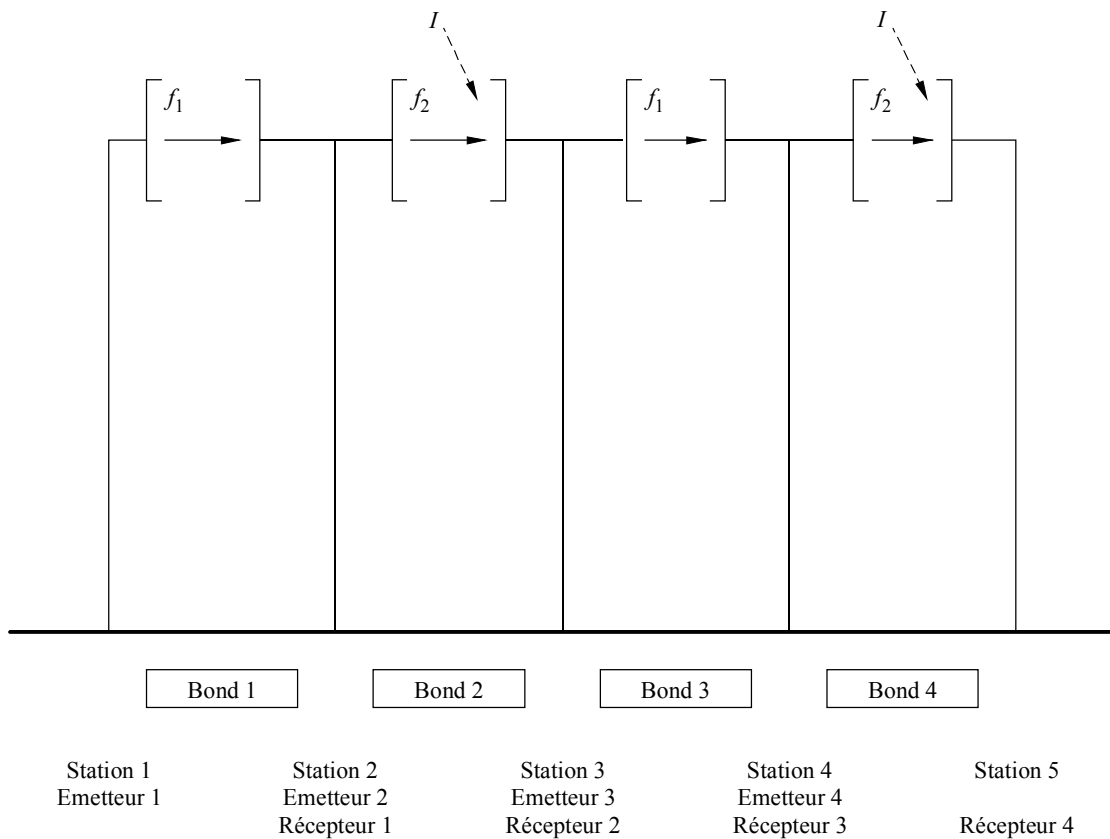 I
I
f1
f2
f1
f2
Bond 1
Bond 2
Bond 3
Bond 4
Station 1
Emetteur 1
Station 2
Emetteur 2
Récepteur 1
Station 3
Emetteur 3
Récepteur 2
Station 4
Emetteur 4
Récepteur 3
Station 5
Récepteur 4